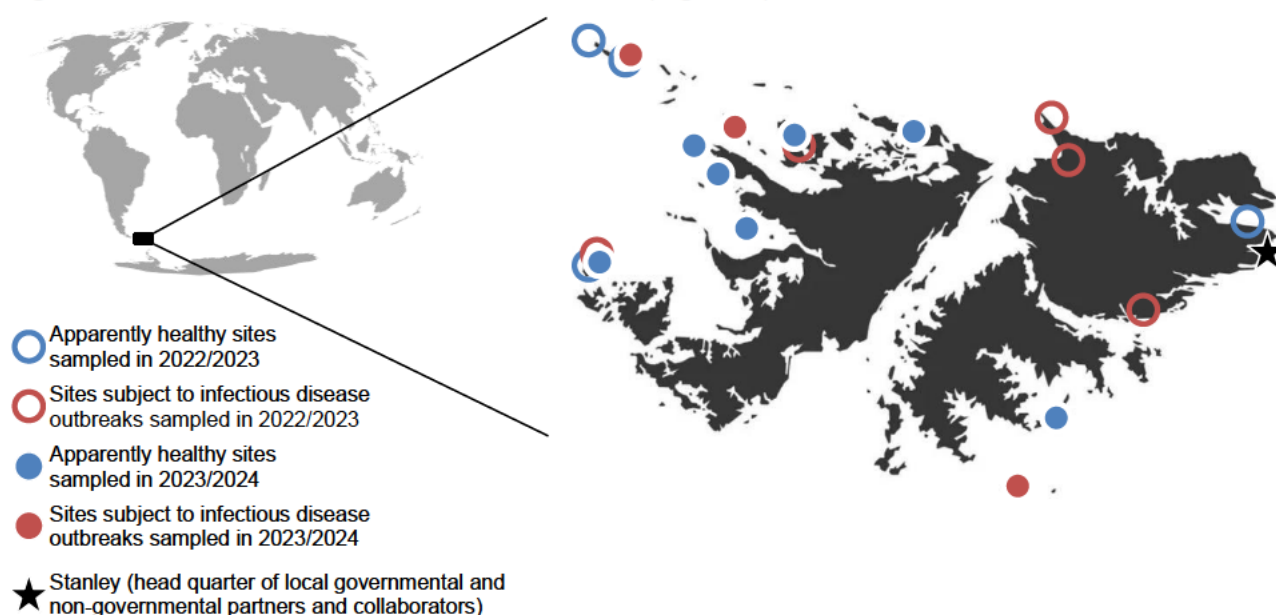 Apparently healthy sites
sampled in 2022/2023
Sites subject to infectious disease
outbreaks sampled in 2022/2023
Apparently healthy sites
sampled in 2023/2024
Sites subject to infectious disease
outbreaks sampled in 2023/2024
Stanley (head quarter of local governmental and
non-governmental partners and collaborators)